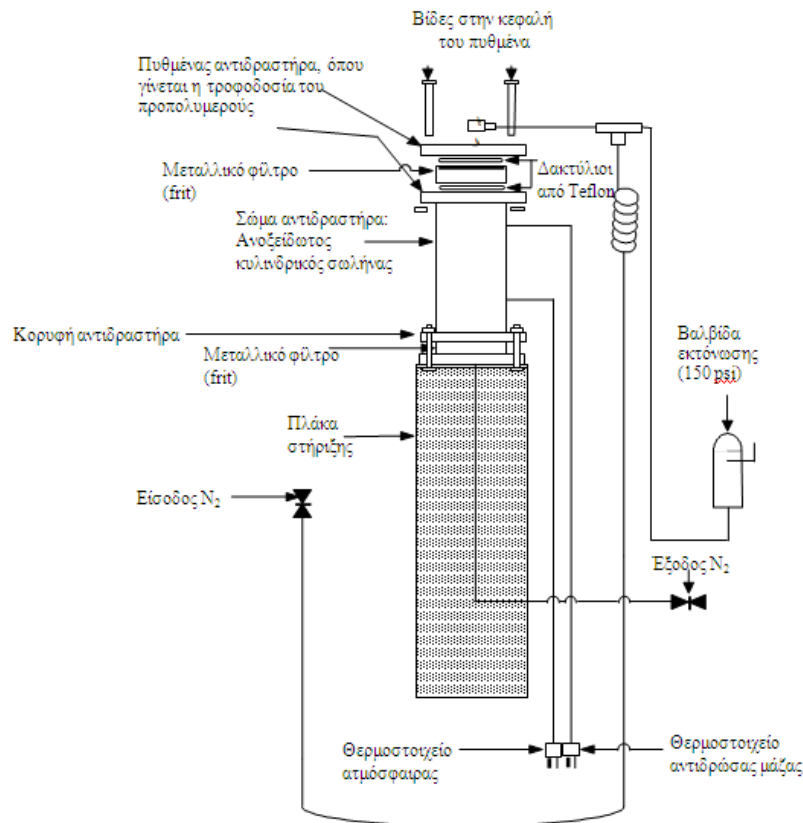 Βίδες στην κεφαλή
του πυθμένα
Πυθμένας αντιδραστήρα, όπου
γίνεται η τροφοδοσία του
προπολυμερούς
Μεταλλικό φίλτρο
(frit)
Δακτύλιοι
από Teflon
Σώμα αντιδραστήρα:
Ανοξείδωτος
κυλινδρικός σωλήνας
Κορυφή αντιδραστήρα
Μεταλλικό φίλτρο
(frit)
Βαλβίδα
εκτόνωσης
(150 psi)
Πλάκα
στήριξης
Είσοδος N₂
Έξοδος N₂
Θερμοστοιχείο
ατμόσφαιρας
Θερμοστοιχείο
αντιδρώσας μάζας